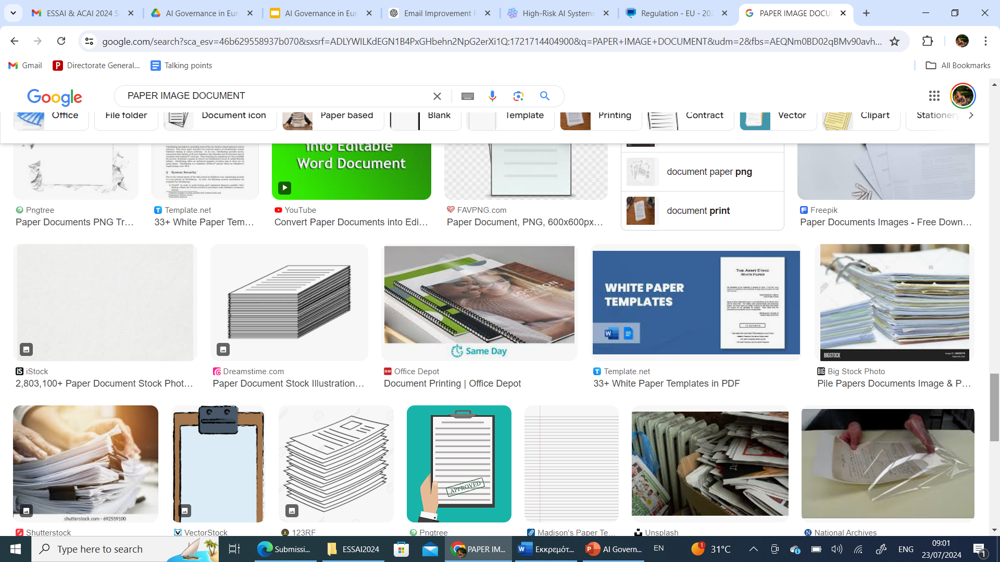 ESSAI & ACAI 2024 S
AI Governance in Eur
AI Governance in Eur
Email Improvement
High-Risk AI Systems
Regulation - EU - 202
PAPER IMAGE DOCU
google.com/search?sca_esv=46b629558937b070&sxsrf=ADLYWILKdEGN1B4PxGHbehn2NpG2erXi1Q:1721714404900&q=PAPER+IMAGE+DOCUMENT&udm=2&fbs=AEQNm0BD02qBMv90avh...
Gmail
Directorate General...
Talking points
All Bookmarks
Google
PAPER IMAGE DOCUMENT
Office
File folder
Document icon
Paper based
Blank
Template
Printing
Contract
Vector
Clipart
Stationery
2 System Security
into Editable
Word Document
document paper png
document print
Pngtree
Paper Documents PNG Tr...
Template.net
33+ White Paper Tem...
YouTube
Convert Paper Documents into Edi...
FAVPNG.com
Paper Document, PNG, 600x600px...
Freepik
Paper Documents Images - Free Down...
Same Day
WHITE PAPER
TEMPLATES
THE ARMY ETHIC
WHITE PAPER
BIGSTOCK
iStock
2,803,100+ Paper Document Stock Phot...
Dreamstime.com
Paper Document Stock Illustration...
Office Depot
Document Printing | Office Depot
Template.net
33+ White Paper Templates in PDF
Big Stock Photo
Pile Papers Documents Image & P...
shutterstock.com - 692559100
APPROVED
Shutterstock
VectorStock
123RF
Pngtree
Madison's Paper Te...
Unsplash
National Archives
Type here to search
Submissi...
ESSAI2024
PAPER IM...
Εκκρεμότ...
AI Govern...
EN
1
31°C
ENG
09:01
23/07/2024
1